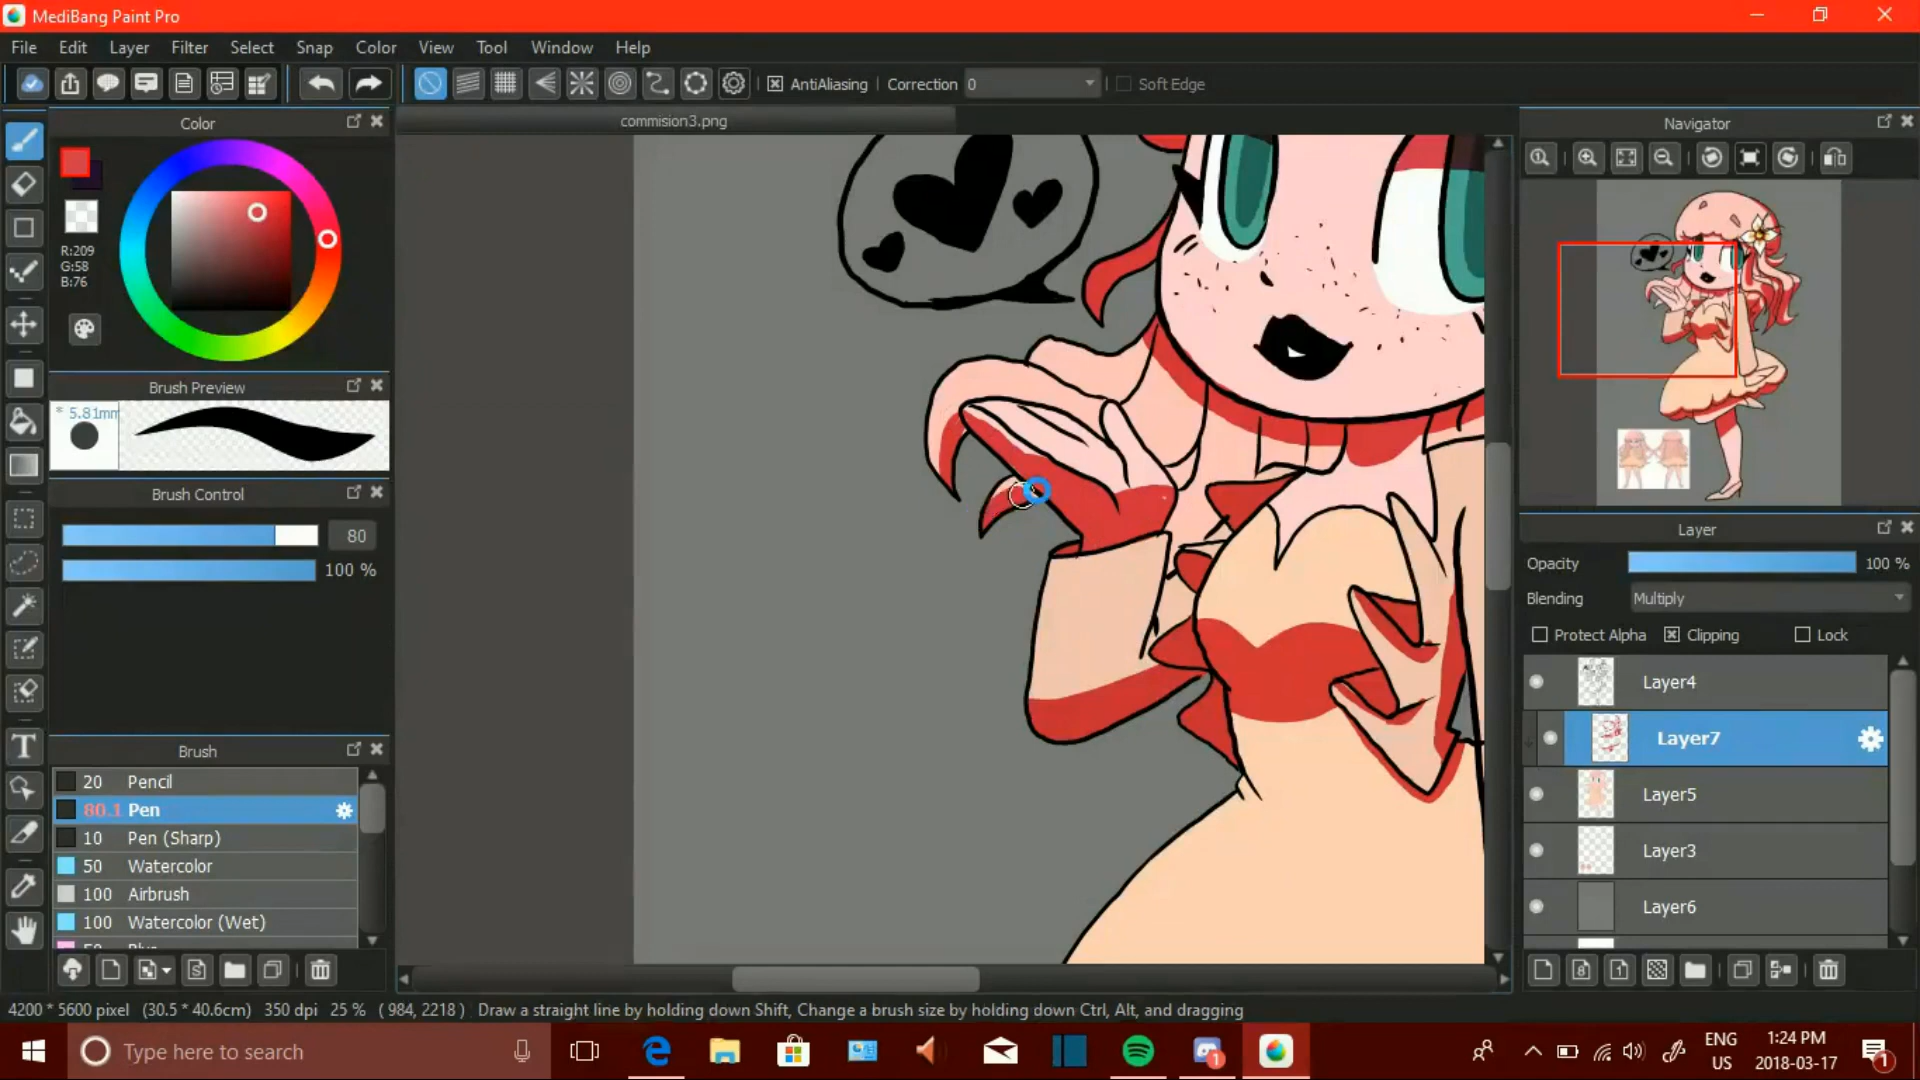 MediBang Paint Pro
File Edit Layer Filter Select Snap Color View Tool Window Help
AntiAliasing Correction 0 Soft Edge
Color
commision3.png
Navigator
R:209
G:58
B:76
Brush Preview
* 5.81mm
Brush Control
80
100 %
Layer
Opacity 100 %
Blending Multiply
Protect Alpha Clipping Lock
Layer4
Layer7
Layer5
Layer3
Layer6
Brush
20 Pencil
80.1 Pen
10 Pen (Sharp)
50 Watercolor
100 Airbrush
100 Watercolor (Wet)
4200 * 5600 pixel (30.5 * 40.6cm) 350 dpi 25 % ( 984, 2218 ) Draw a straight line by holding down Shift, Change a brush size by holding down Ctrl, Alt, and dragging
Type here to search
1
ENG
US
1:24 PM
2018-03-17
1